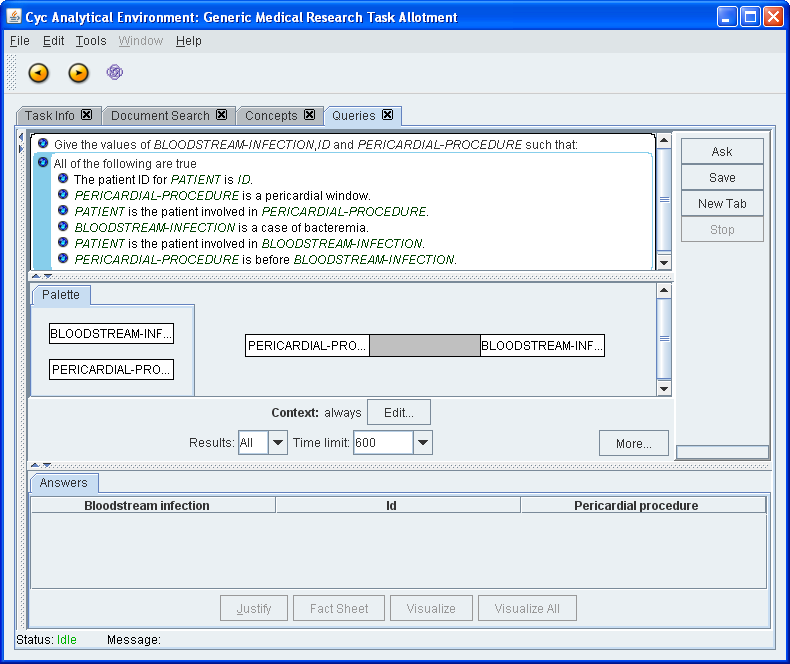 Cyc Analytical Environment: Generic Medical Research Task Allotment
File Edit Tools Window Help
Task Info Document Search Concepts Queries
Give the values of BLOODSTREAM-INFECTION,ID and PERICARDIAL-PROCEDURE such that:
All of the following are true
The patient ID for PATIENT is ID.
PERICARDIAL-PROCEDURE is a pericardial window.
PATIENT is the patient involved in PERICARDIAL-PROCEDURE.
BLOODSTREAM-INFECTION is a case of bacteremia.
PATIENT is the patient involved in BLOODSTREAM-INFECTION.
PERICARDIAL-PROCEDURE is before BLOODSTREAM-INFECTION.
Ask
Save
New Tab
Stop
Palette
BLOODSTREAM-INF...
PERICARDIAL-PRO...
PERICARDIAL-PRO... BLOODSTREAM-INF...
Context: always Edit...
Results: All Time limit: 600 More...
Answers
Bloodstream infection Id Pericardial procedure
Justify Fact Sheet Visualize Visualize All
Status: Idle Message: